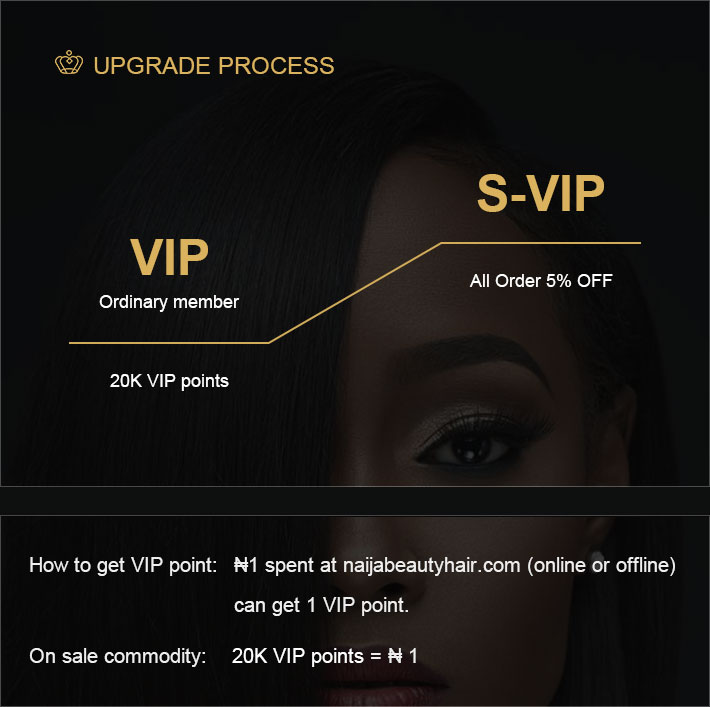 UPGRADE PROCESS
S-VIP
VIP
Ordinary member
All Order 5% OFF
20K VIP points
How to get VIP point: ₦1 spent at naijabeautyhair.com (online or offline)
can get 1 VIP point.
On sale commodity: 20K VIP points = ₦ 1